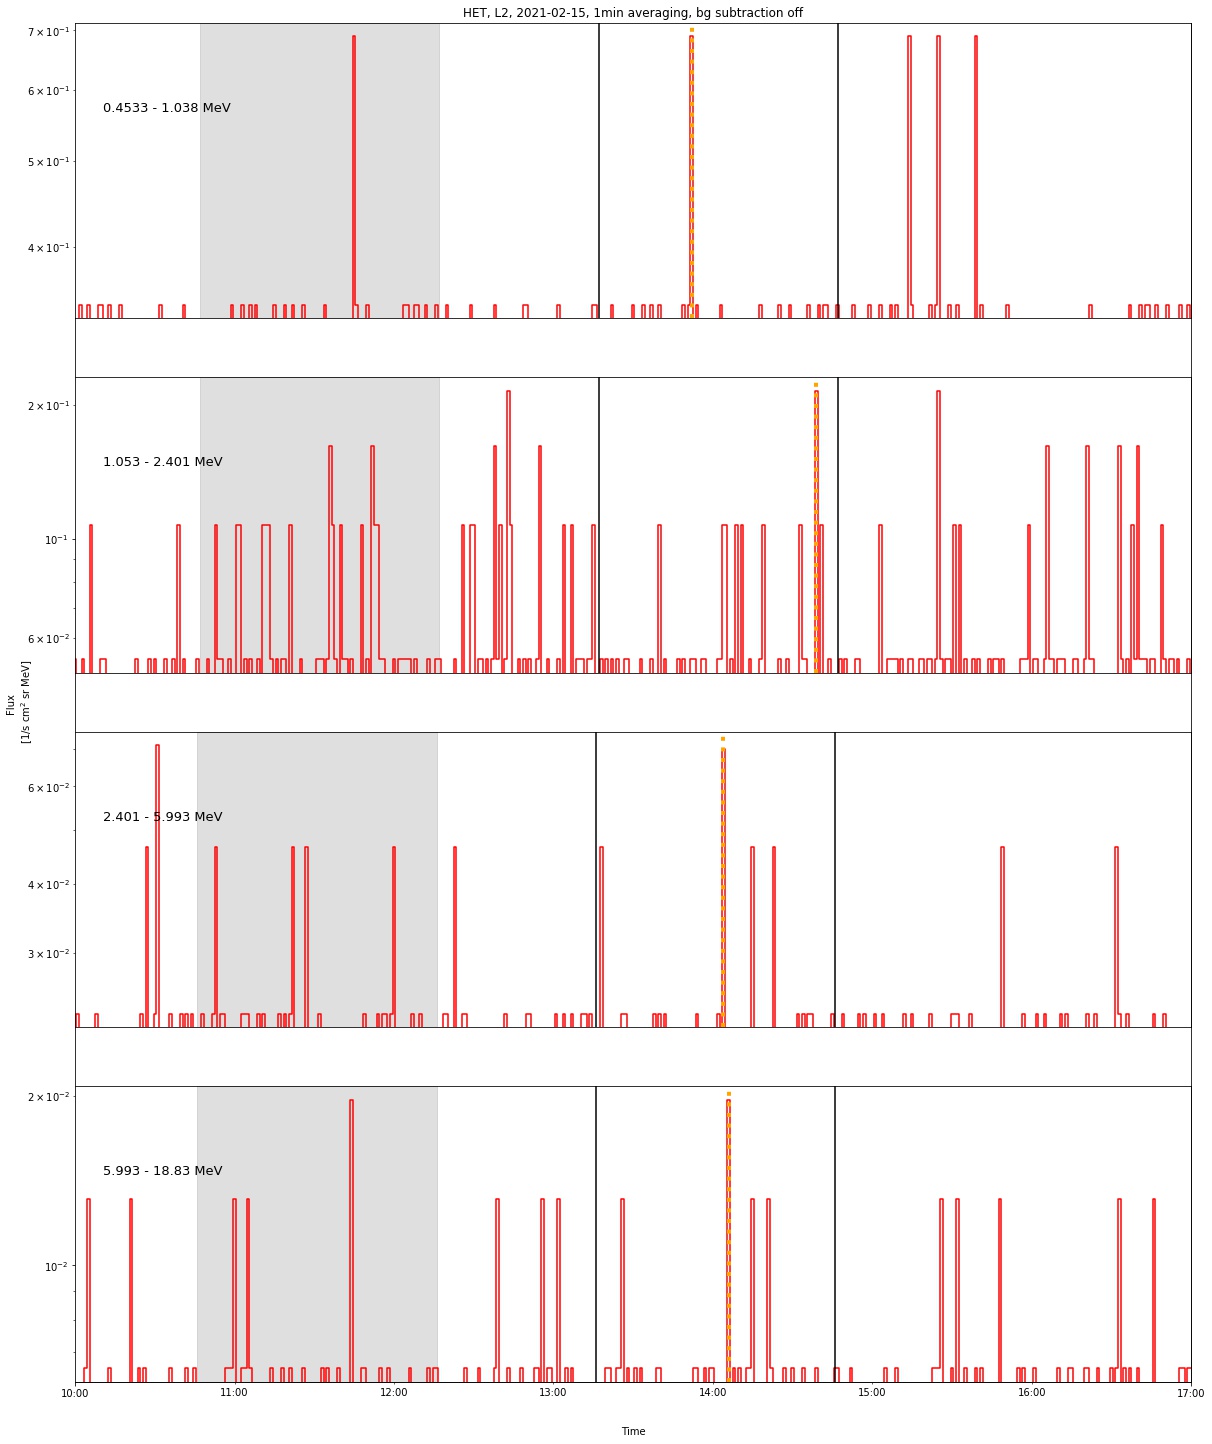 HET, L2, 2021-02-15, 1min averaging, bg subtraction off
7 × 10⁻¹
6 × 10⁻¹
0.4533 - 1.038 MeV
5 × 10⁻¹
4 × 10⁻¹
2 × 10⁻¹
1.053 - 2.401 MeV
10⁻¹
6 × 10⁻²
Flux
[1/s cm² sr MeV]
6 × 10⁻²
2.401 - 5.993 MeV
4 × 10⁻²
3 × 10⁻²
2 × 10⁻²
5.993 - 18.83 MeV
10⁻²
10:00 11:00 12:00 13:00 14:00 15:00 16:00 17:00
Time